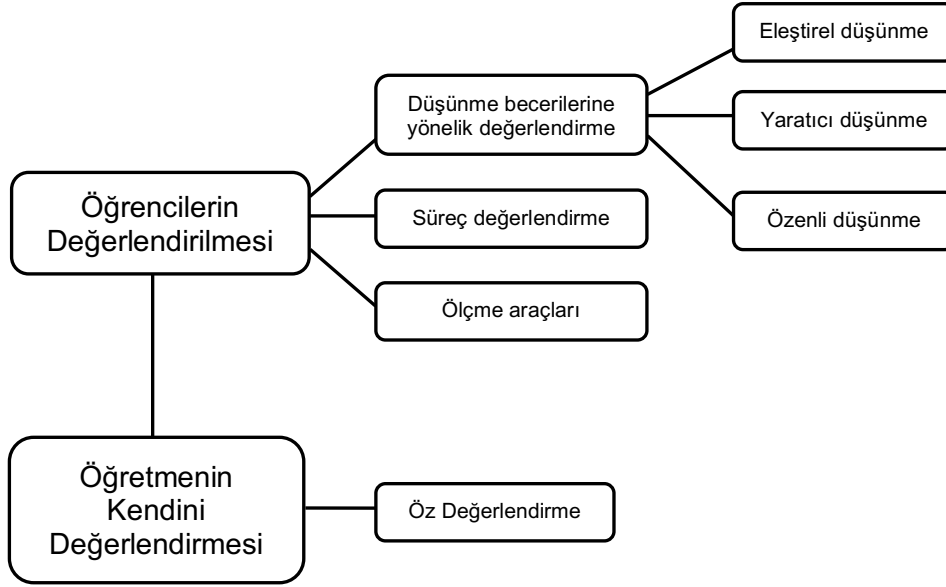 Eleştirel düşünme
Düşünme becerilerine
yönelik değerlendirme
Yaratıcı düşünme
Öğrencilerin
Değerlendirilmesi
Süreç değerlendirme
Özenli düşünme
Ölçme araçları
Öğretmenin
Kendini
Değerlendirmesi
Öz Değerlendirme